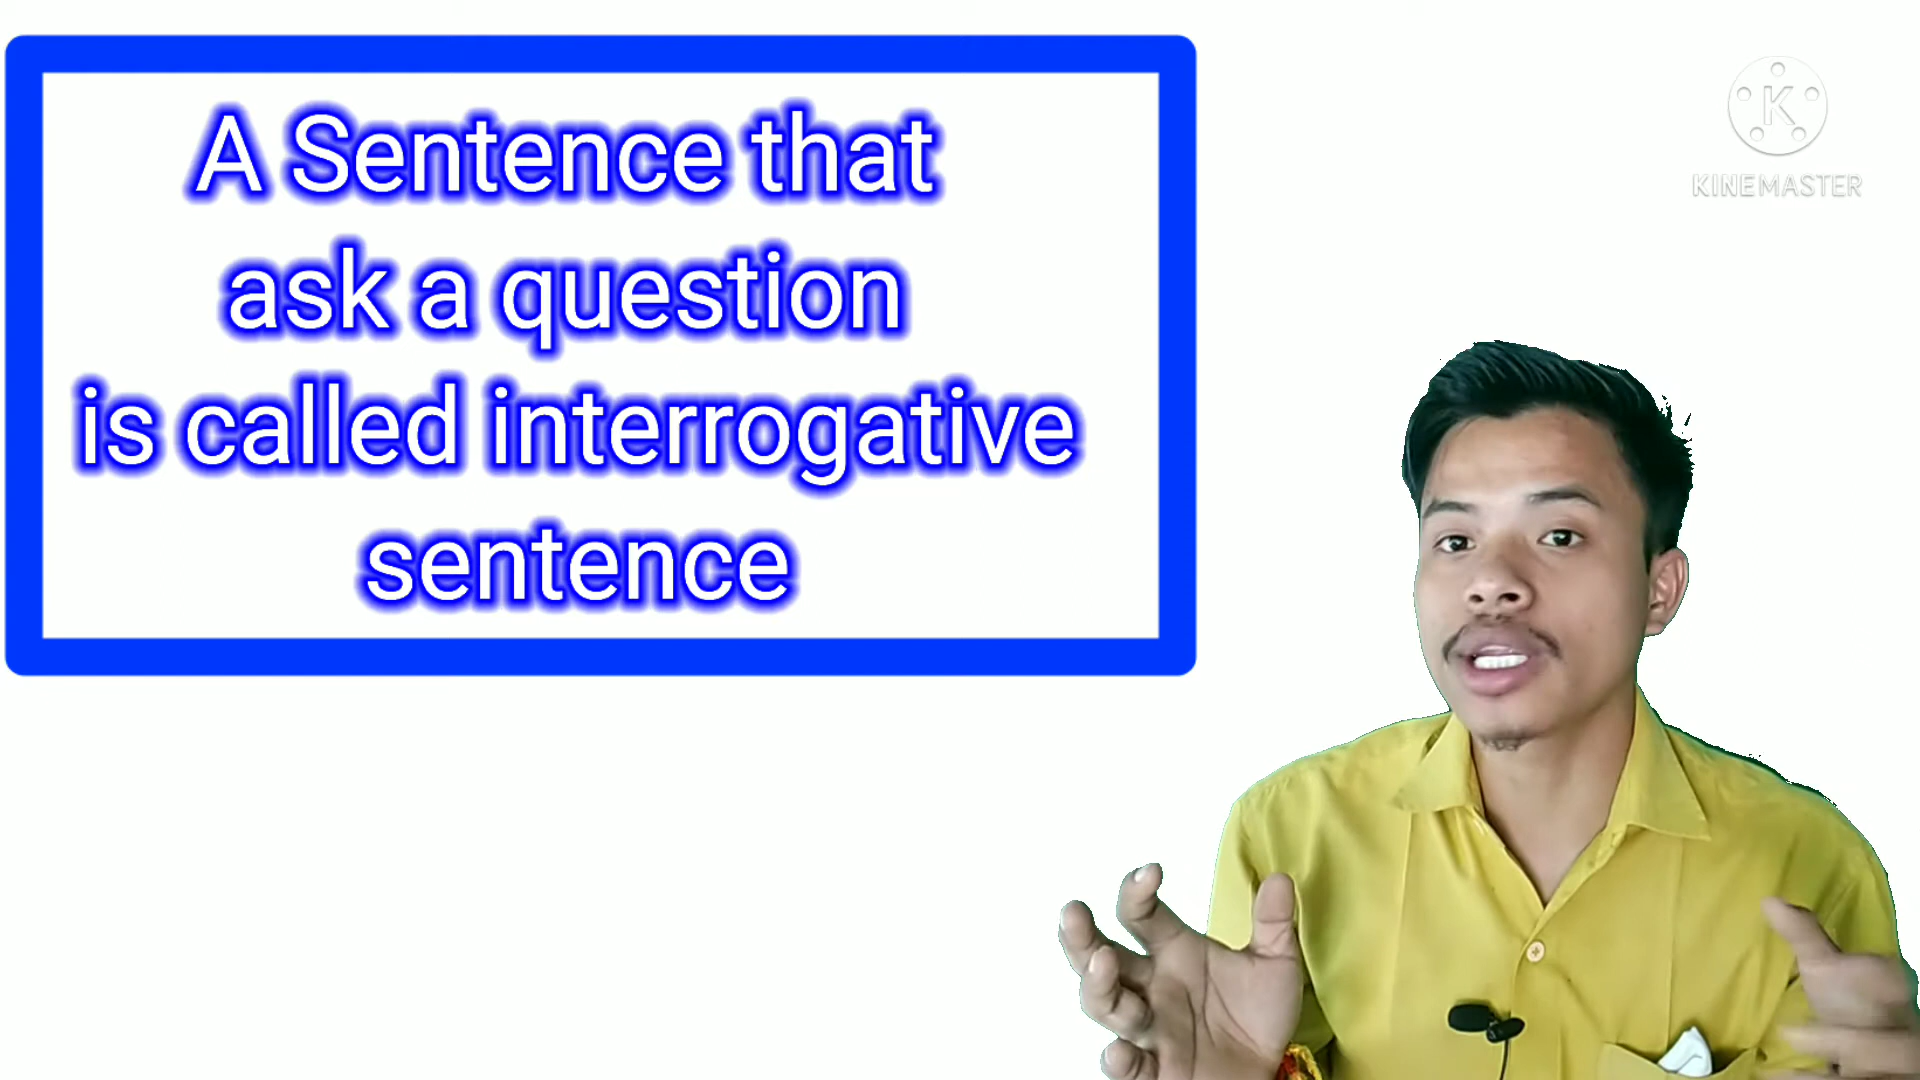 A Sentence that
ask a question
is called interrogative
sentence
KINEMASTER